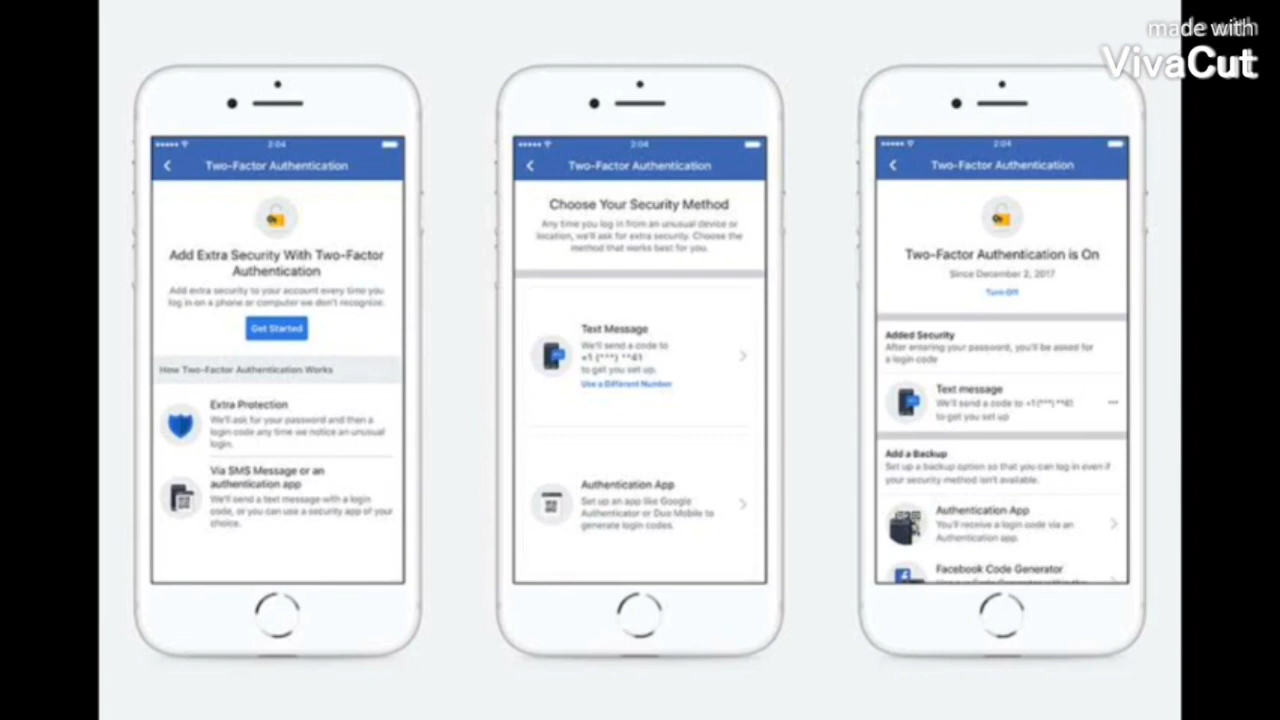 made with
VivaCut
2:04
Two-Factor Authentication
Add Extra Security With Two-Factor
Authentication
Add extra security to your account every time you
log in on a phone or computer we don't recognize.
Get Started
How Two-Factor Authentication Works
Extra Protection
We'll ask for your password and then a
login code any time we notice an unusual
login.
Via SMS Message or an
authentication app
We'll send a text message with a login
code, or you can use a security app of your
choice.
2:04
Two-Factor Authentication
Choose Your Security Method
Any time you log in from an unusual device or
location, we'll ask for extra security. Choose the
method that works best for you.
Text Message
We'll send a code to
+1 (***) **61
to get you set up.
Use a Different Number
Authentication App
Set up an app like Google
Authenticator or Duo Mobile to
generate login codes.
2:04
Two-Factor Authentication
Two-Factor Authentication is On
Since December 2, 2017
Turn Off
Added Security
After entering your password, you'll be asked for
a login code
Text message
We'll send a code to +1 (***) **61
to get you set up
Add a Backup
Set up a backup option so that you can log in even if
your security method isn't available.
Authentication App
You'll receive a login code via an
Authentication app.
Facebook Code Generator